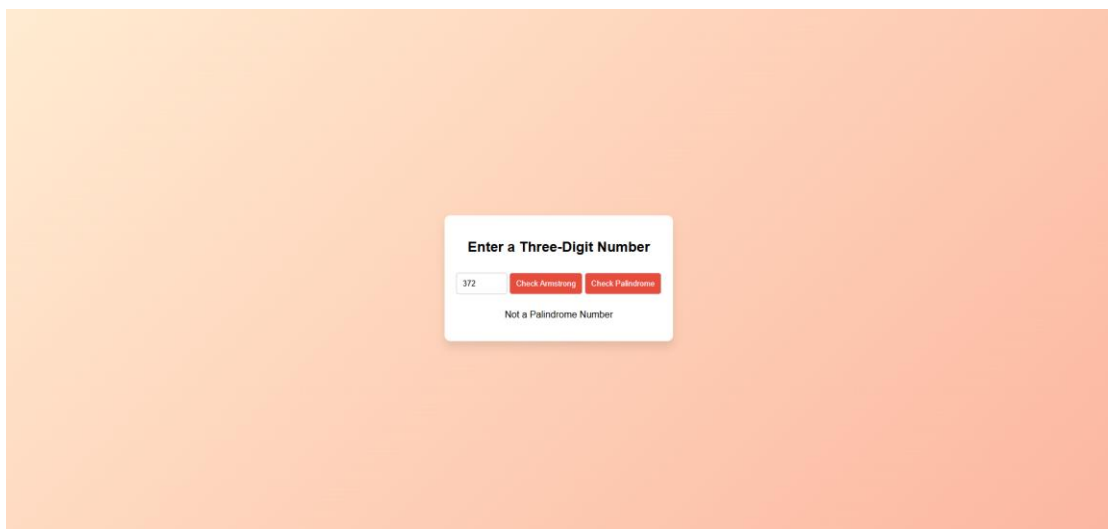 Enter a Three-Digit Number
372 Check Armstrong Check Palindrome
Not a Palindrome Number